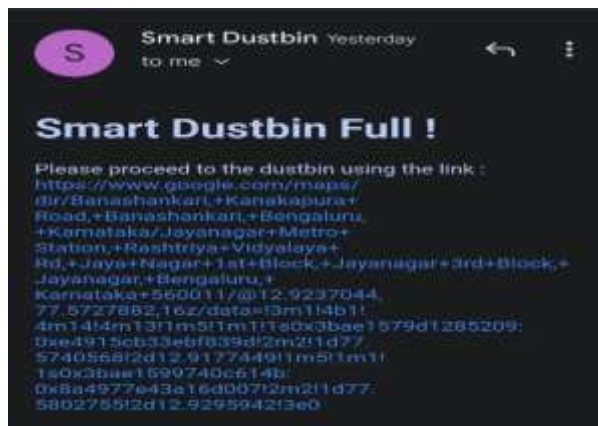 S
Smart Dustbin Yesterday
to me
Smart Dustbin Full !
Please proceed to the dustbin using the link :
https://www.google.com/maps/
dir/Banashankari,+Kanakapura+
Road,+Banashankari,+Bengaluru,
+Karnataka/Jayanagar+Metro+
Station,+Rashtriya+Vidyalaya+
Rd,+Jaya+Nagar+1st+Block,+Jayanagar+3rd+Block,+
Jayanagar,+Bengaluru,+
Karnataka+560011/@12.9237044,
77.5727882,16z/data=!3m1!4b1!
4m14!4m13!1m5!1m1!1s0x3bae1579d1285209:
0xe4915cb33ebf839d!2m2!1d77.
5740568!2d12.9177449!1m5!1m1!
1s0x3bae1599740c614b:
0x8a4977e43a16d007!2m2!1d77.
5802755!2d12.9295942!3e0